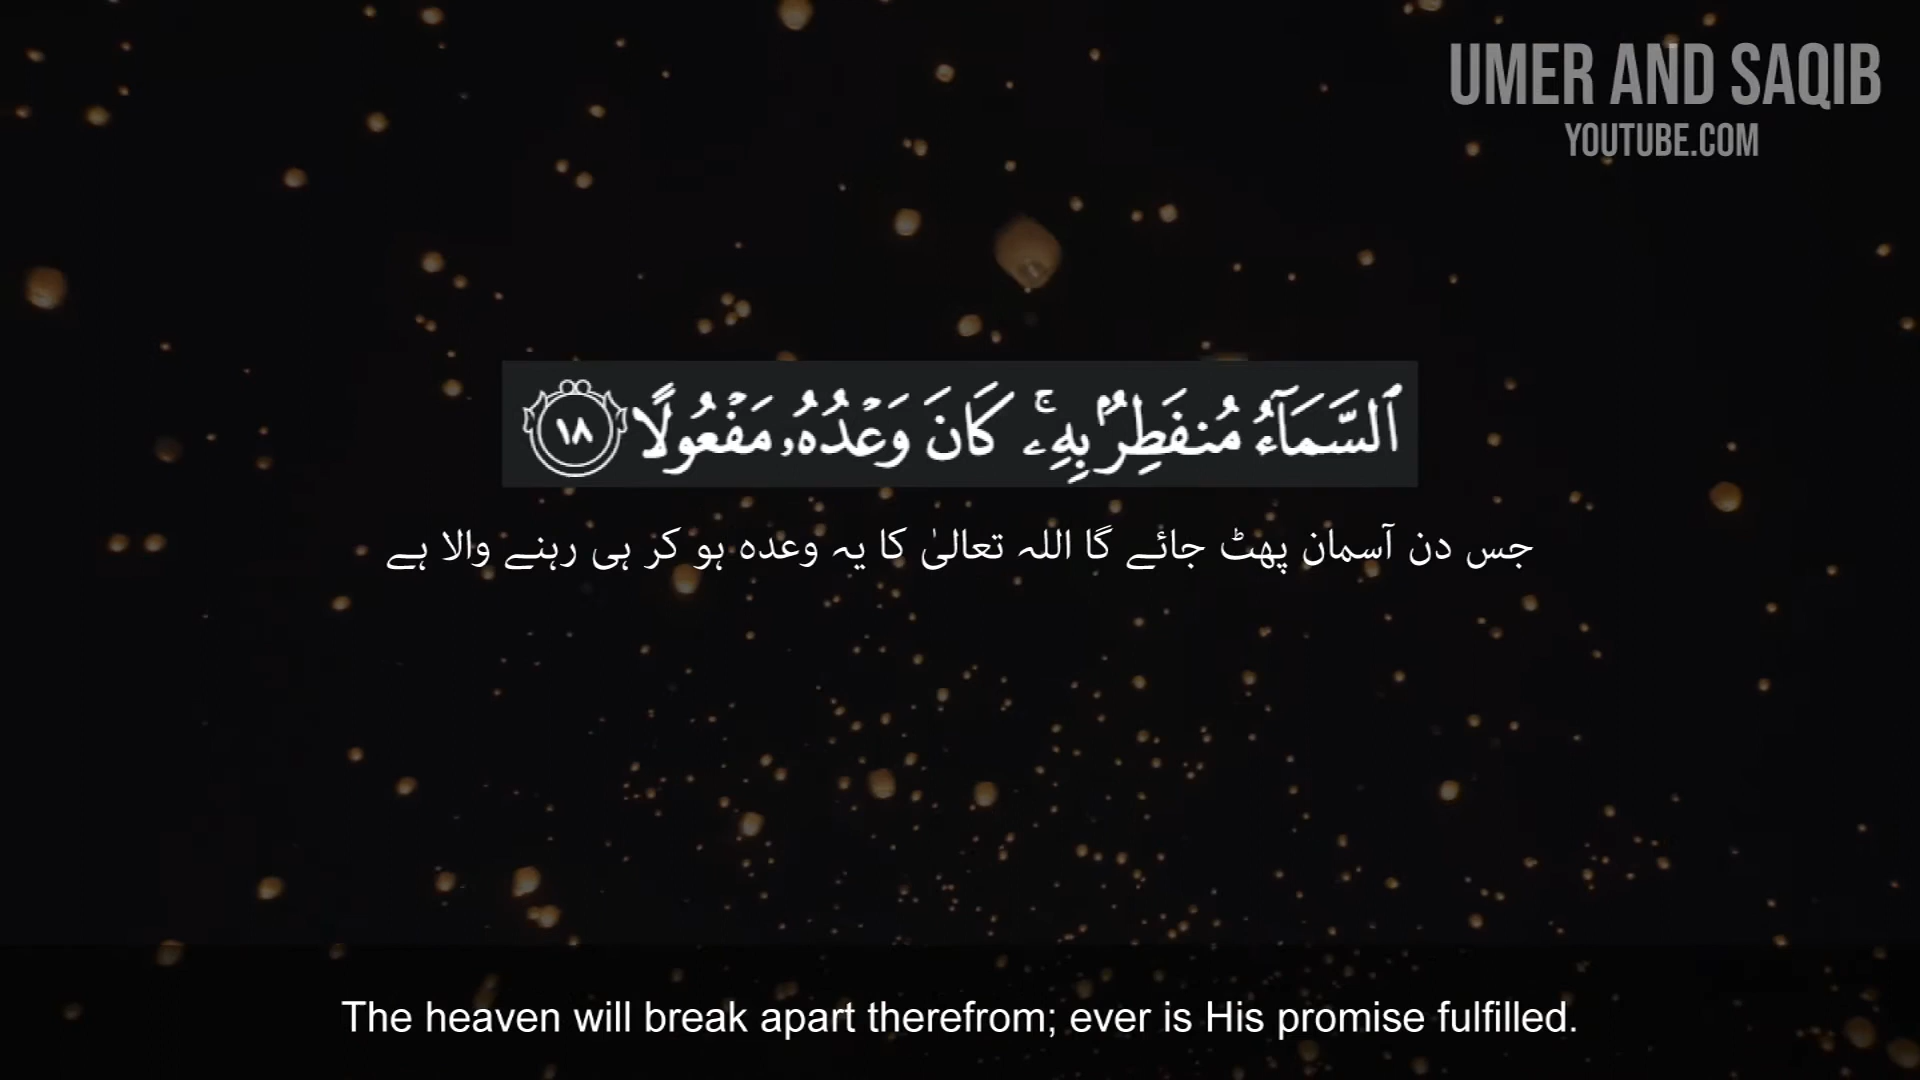 UMER AND SAQIB
YOUTUBE.COM
ٱلسَّمَآءُ مُنفَطِرٌۢ بِهِۦۚ كَانَ وَعۡدُهُۥ مَفۡعُولًا ١٨
جس دن آسمان پھٹ جائے گا اللہ تعالیٰ کا یہ وعدہ ہو کر ہی رہنے والا ہے
The heaven will break apart therefrom; ever is His promise fulfilled.